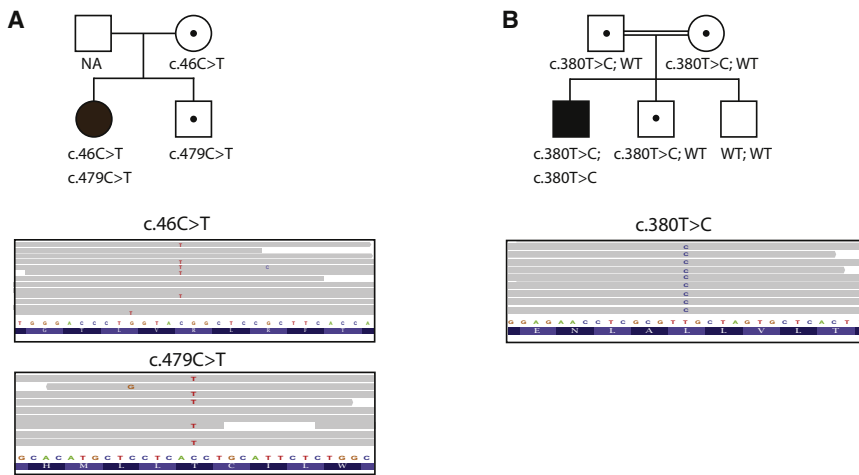 A
NA
c.46C>T
c.46C>T
c.479C>T
c.479C>T
c.46C>T
T
T
T C
T
T
T
T G G G A C C C T G G T A C G G C T C C G C T T C A C C A
G T L V R L R F T
c.479C>T
T
G
T
T
T
T
G C A C A T G C T C C T C A C C T G C A T T C T C T G G C
H M L L T C I L W
B
c.380T>C; WT c.380T>C; WT
c.380T>C; c.380T>C; WT WT; WT
c.380T>C
c.380T>C
C
C
C
C
C
C
C
C
C
G G A G A A C C T C G C G T T G C T A G T G C T C A C T
E N L A L L V L T